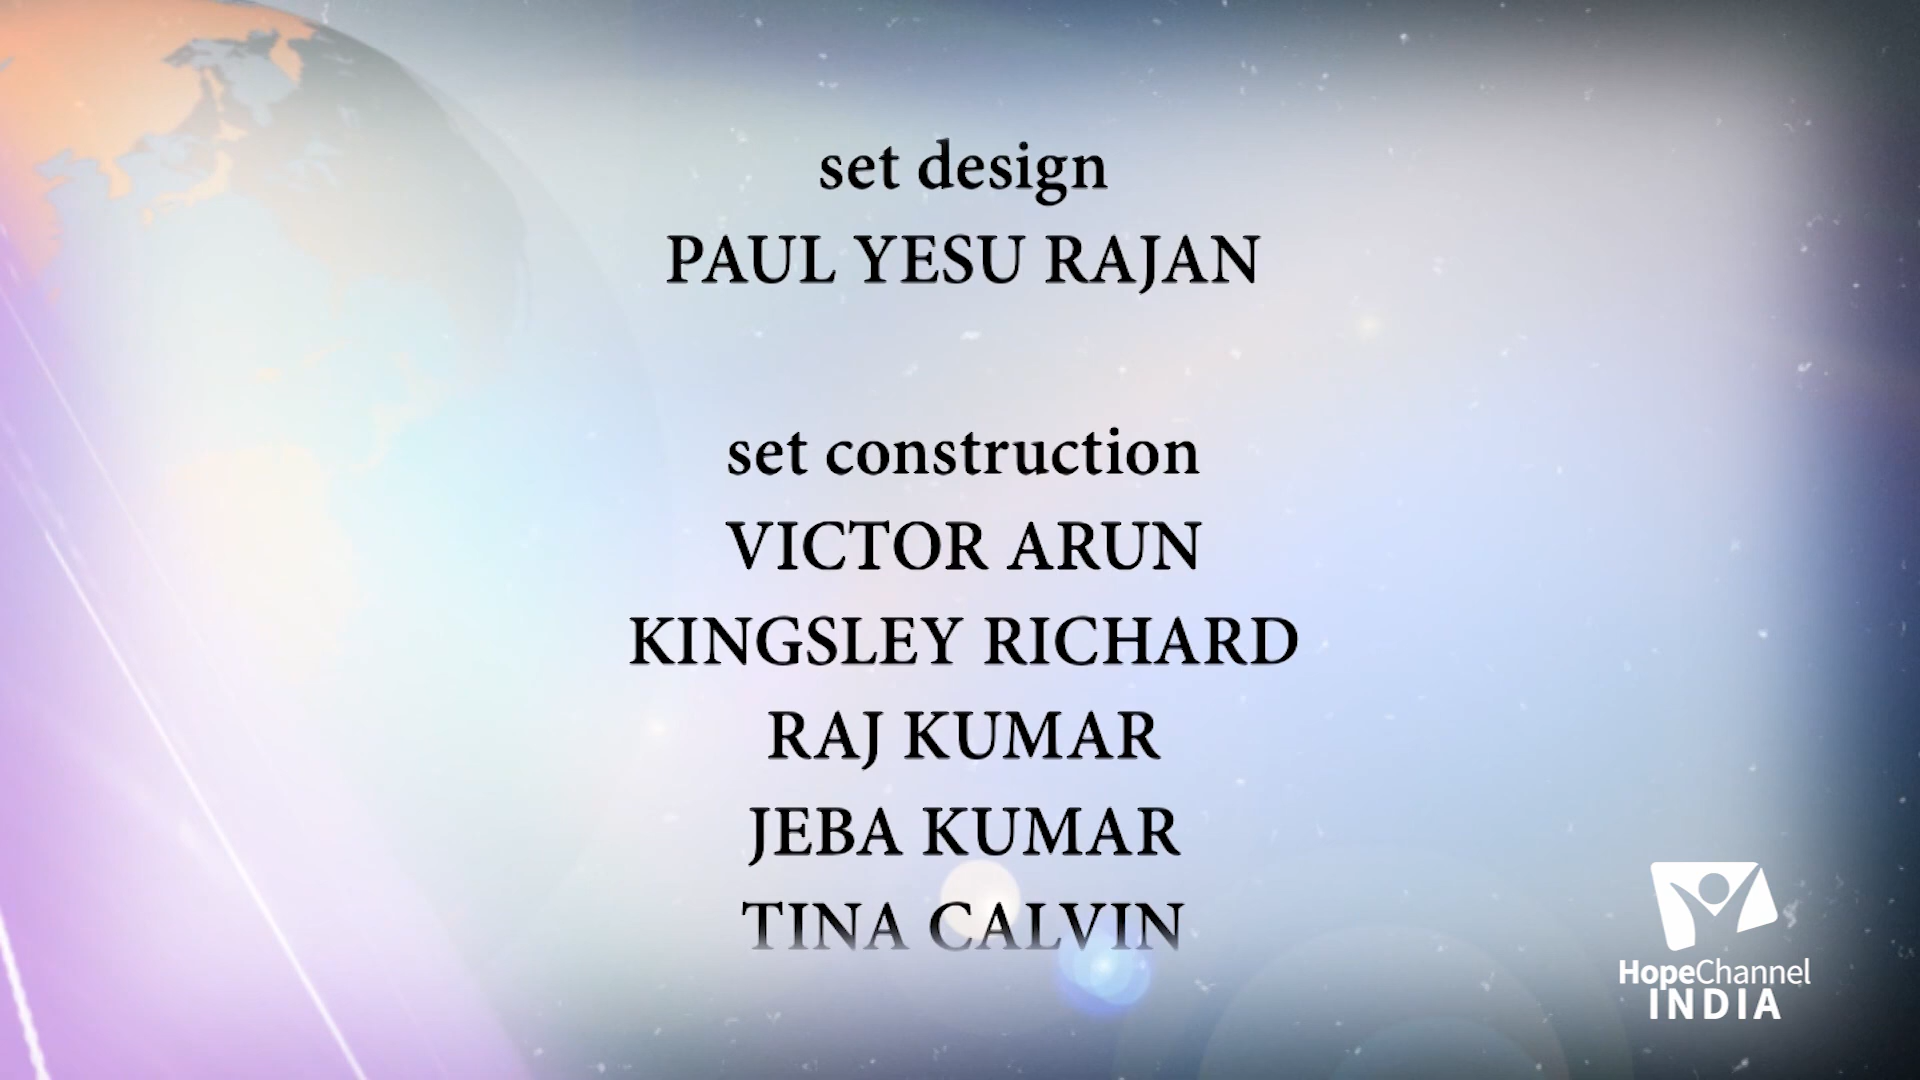 set design
PAUL YESU RAJAN
set construction
VICTOR ARUN
KINGSLEY RICHARD
RAJ KUMAR
JEBA KUMAR
TINA CALVIN
HopeChannel
INDIA